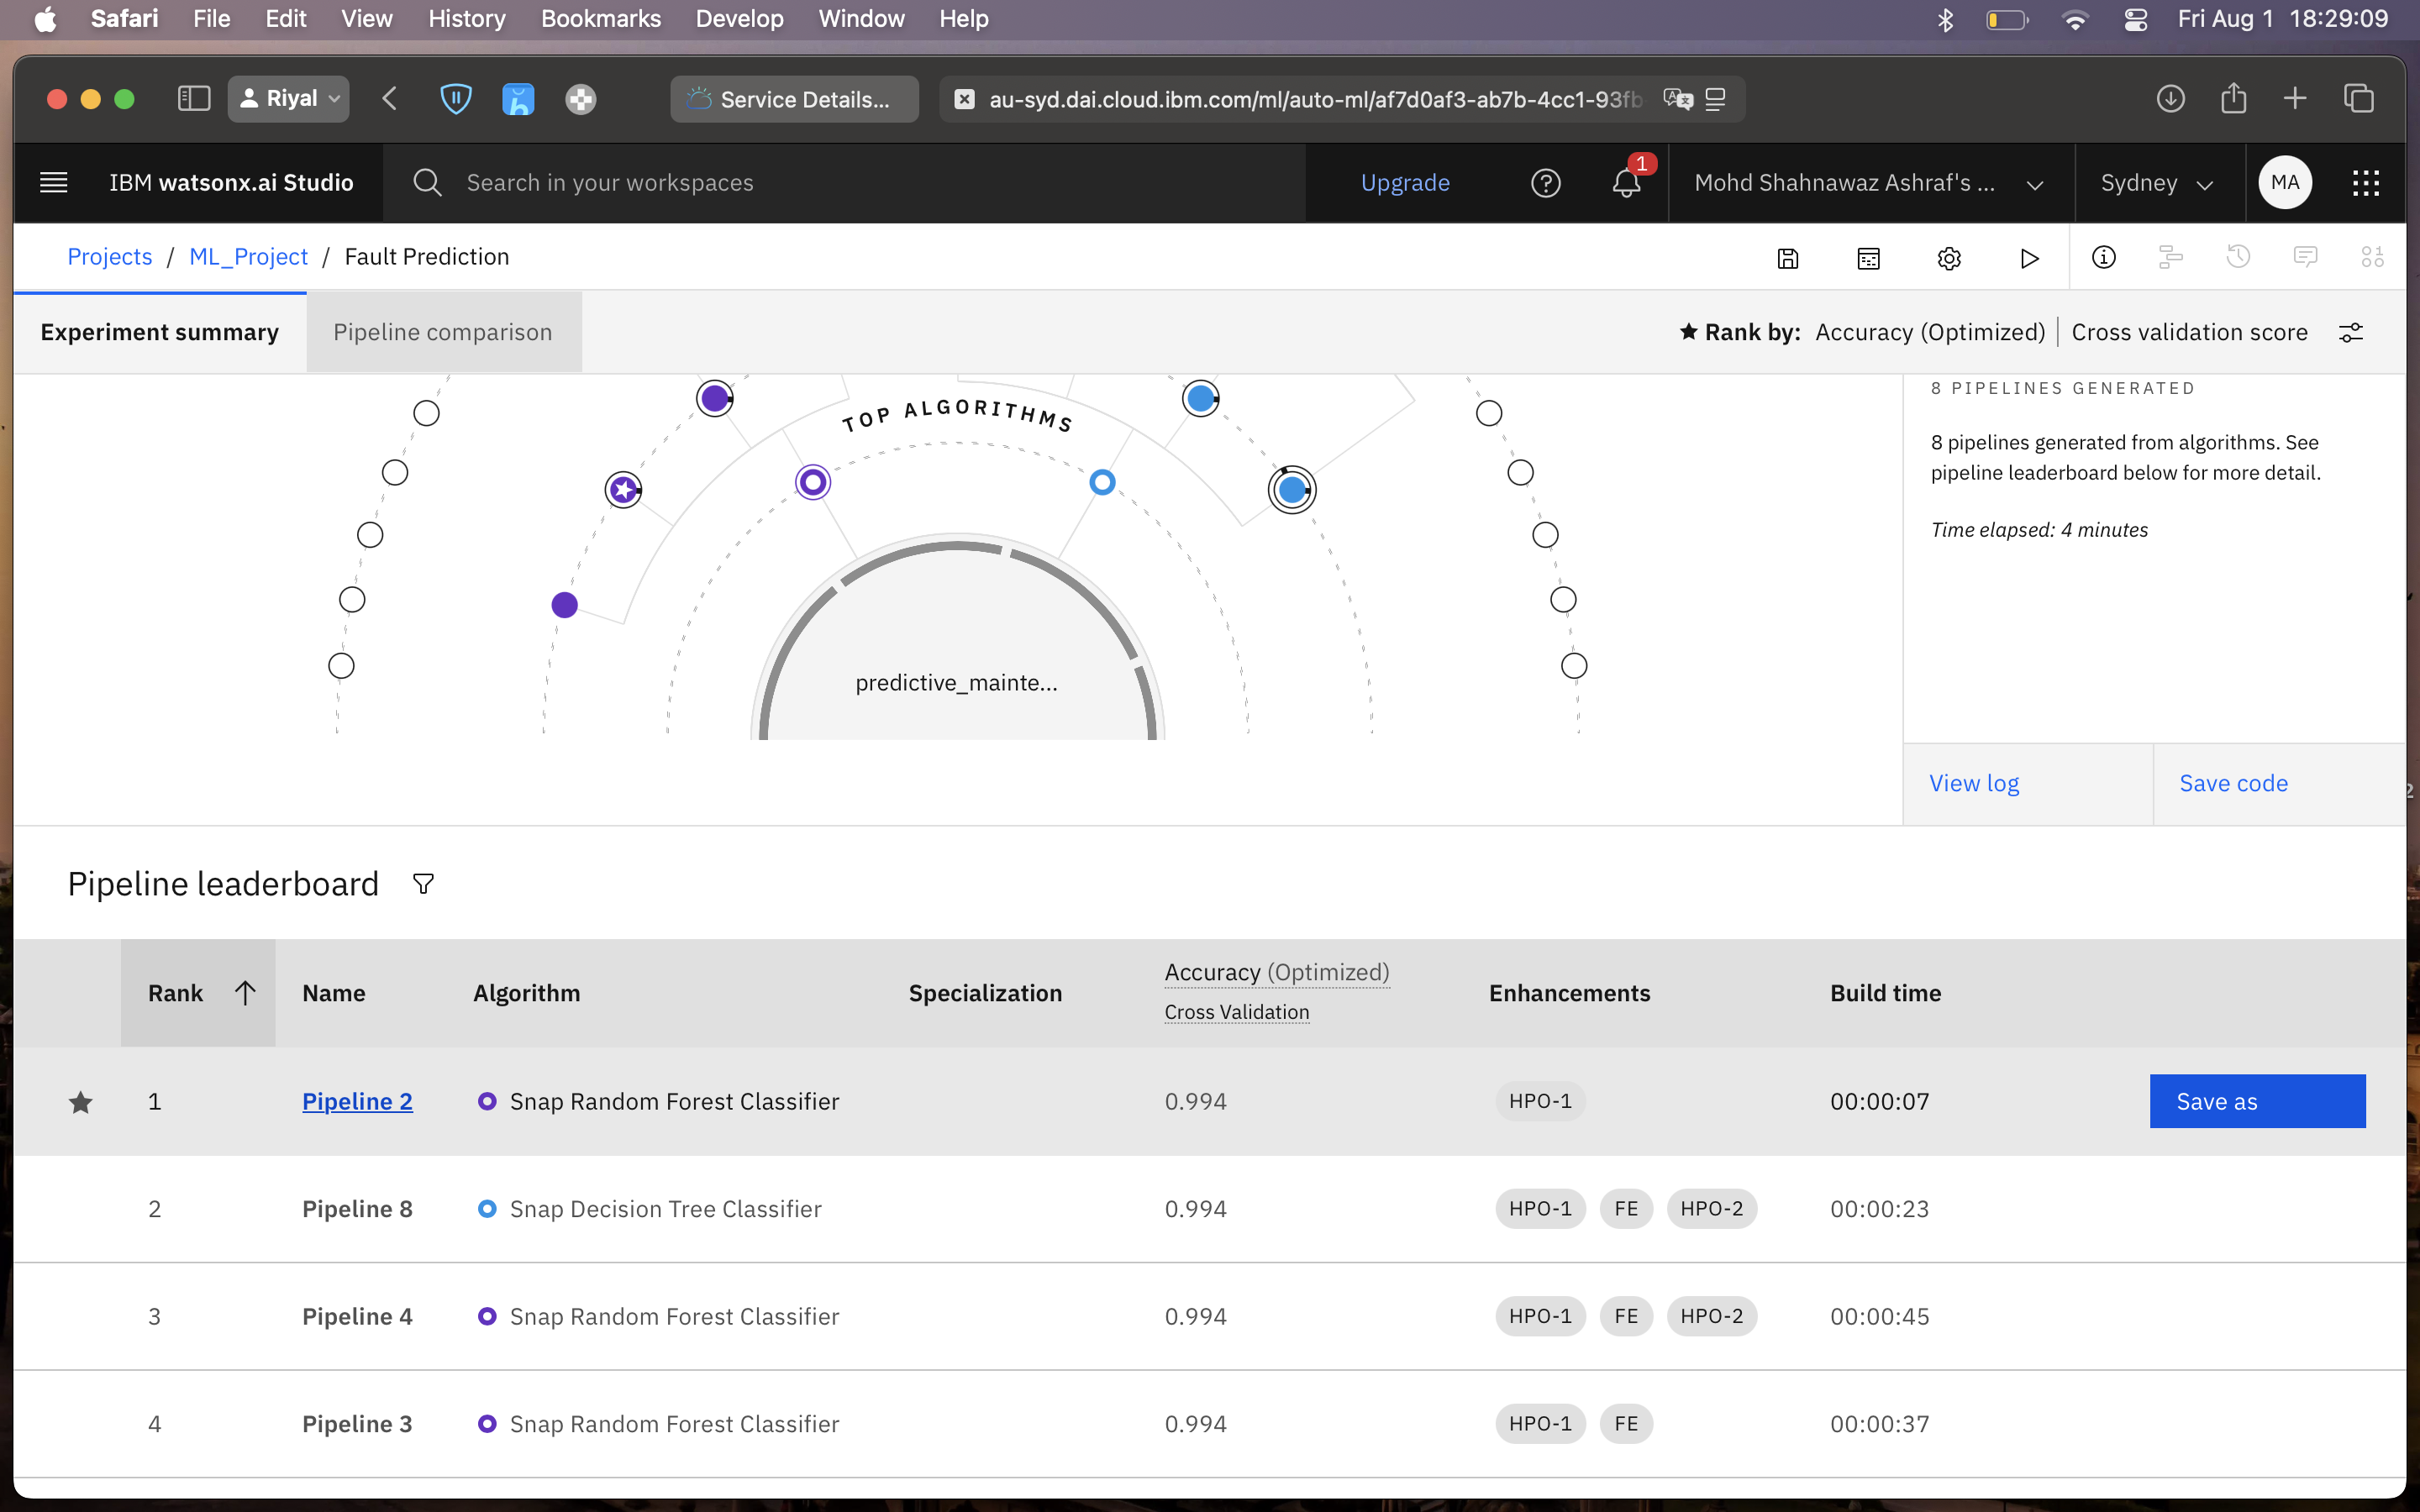 Safari File Edit View History Bookmarks Develop Window Help Fri Aug 1 18:29:09
Riyal Service Details... au-syd.dai.cloud.ibm.com/ml/auto-ml/af7d0af3-ab7b-4cc1-93fb
IBM watsonx.ai Studio Search in your workspaces Upgrade 1 Mohd Shahnawaz Ashraf's ... Sydney MA
Projects / ML_Project / Fault Prediction
Experiment summary Pipeline comparison Rank by: Accuracy (Optimized) | Cross validation score
TOP ALGORITHMS
predictive_mainte...
8 PIPELINES GENERATED
8 pipelines generated from algorithms. See
pipeline leaderboard below for more detail.
Time elapsed: 4 minutes
View log Save code
Pipeline leaderboard
Rank Name Algorithm Specialization Accuracy (Optimized) Enhancements Build time
Cross Validation
1 Pipeline 2 Snap Random Forest Classifier 0.994 HPO-1 00:00:07 Save as
2 Pipeline 8 Snap Decision Tree Classifier 0.994 HPO-1 FE HPO-2 00:00:23
3 Pipeline 4 Snap Random Forest Classifier 0.994 HPO-1 FE HPO-2 00:00:45
4 Pipeline 3 Snap Random Forest Classifier 0.994 HPO-1 FE 00:00:37